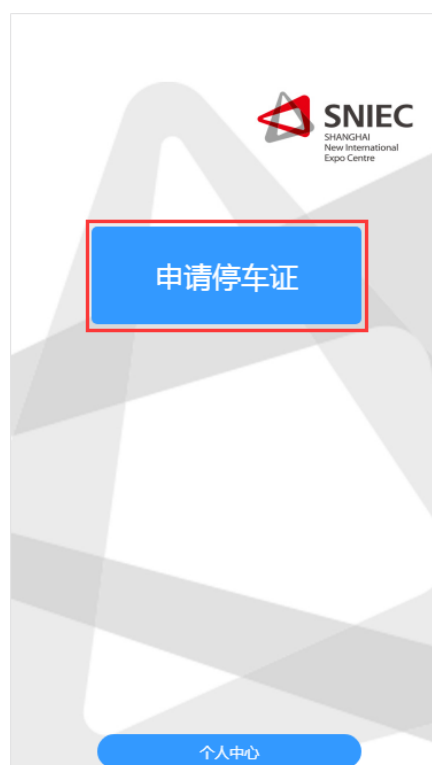 SNIEC
SHANGHAI
New International
Expo Centre
申请停车证
个人中心